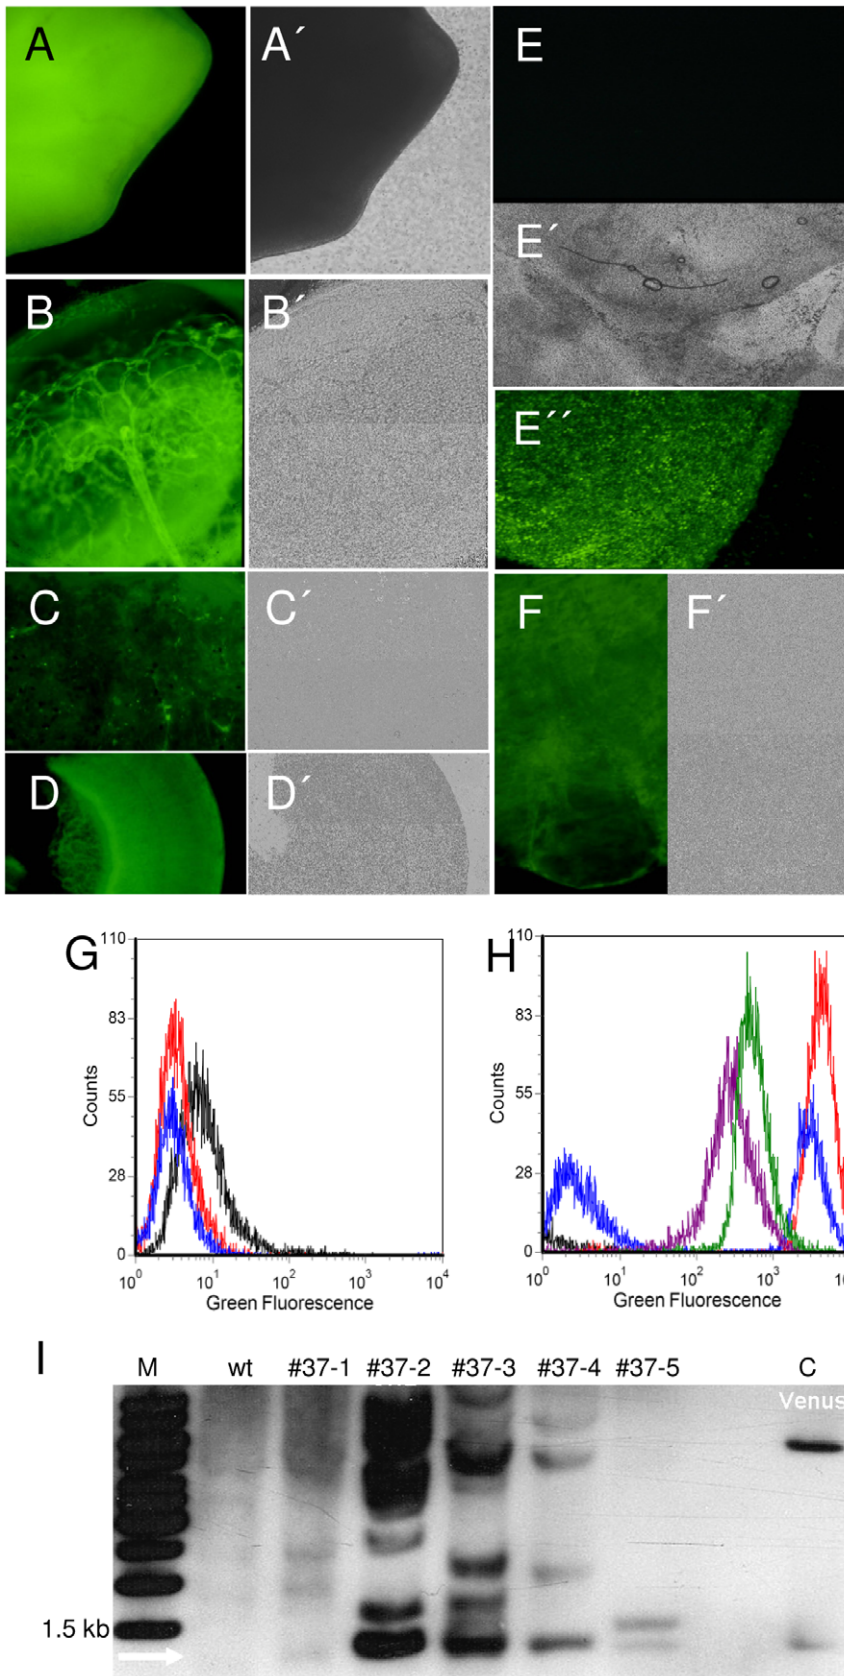 A
A´
E
E´
B
B´
E´´
C
C´
F
F´
D
D´
G
110
83
55
28
0
Counts
10⁰
10¹
10²
10³
10⁴
Green Fluorescence
H
110
83
55
28
0
Counts
10⁰
10¹
10²
10³
Green Fluorescence
I
M
wt
#37-1
#37-2
#37-3
#37-4
#37-5
C
Venus
1.5 kb